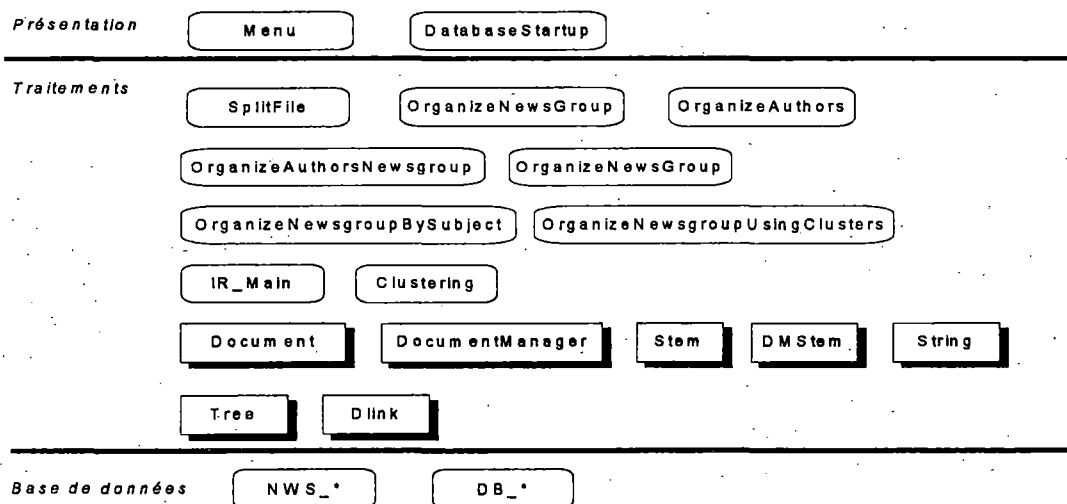 Présentation Menu DatabaseStartup
Traitements
SplitFile OrganizeNewsGroup OrganizeAuthors
OrganizeAuthorsNewsgroup OrganizeNewsGroup
OrganizeNewsgroupBySubject OrganizeNewsgroupUsingClusters
IR_Main Clustering
Document DocumentManager Stem DMStem String
Tree Dlink
Base de données NWS_* DB_*